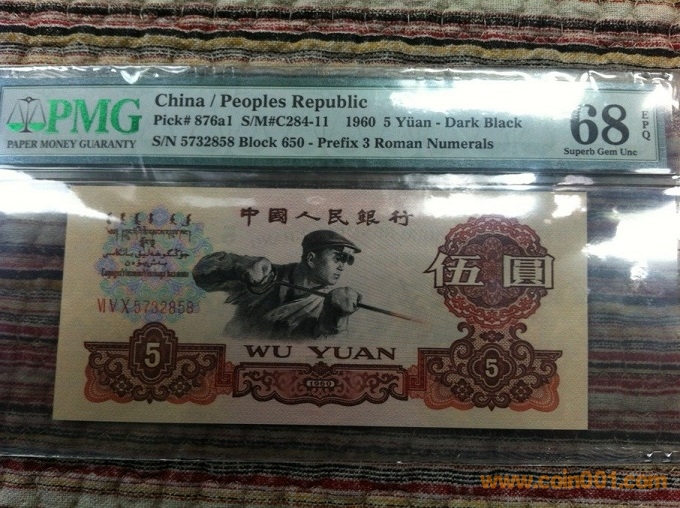 PMG
PAPER MONEY GUARANTY
China / Peoples Republic
Pick# 876a1 S/M#C284-11 1960 5 Yüan - Dark Black
S/N 5732858 Block 650 - Prefix 3 Roman Numerals
68
EPQ
Superb Gem Unc
中國人民銀行
伍圓
VI V X 5732858
5
WU YUAN
1960
5
www.coin001.com